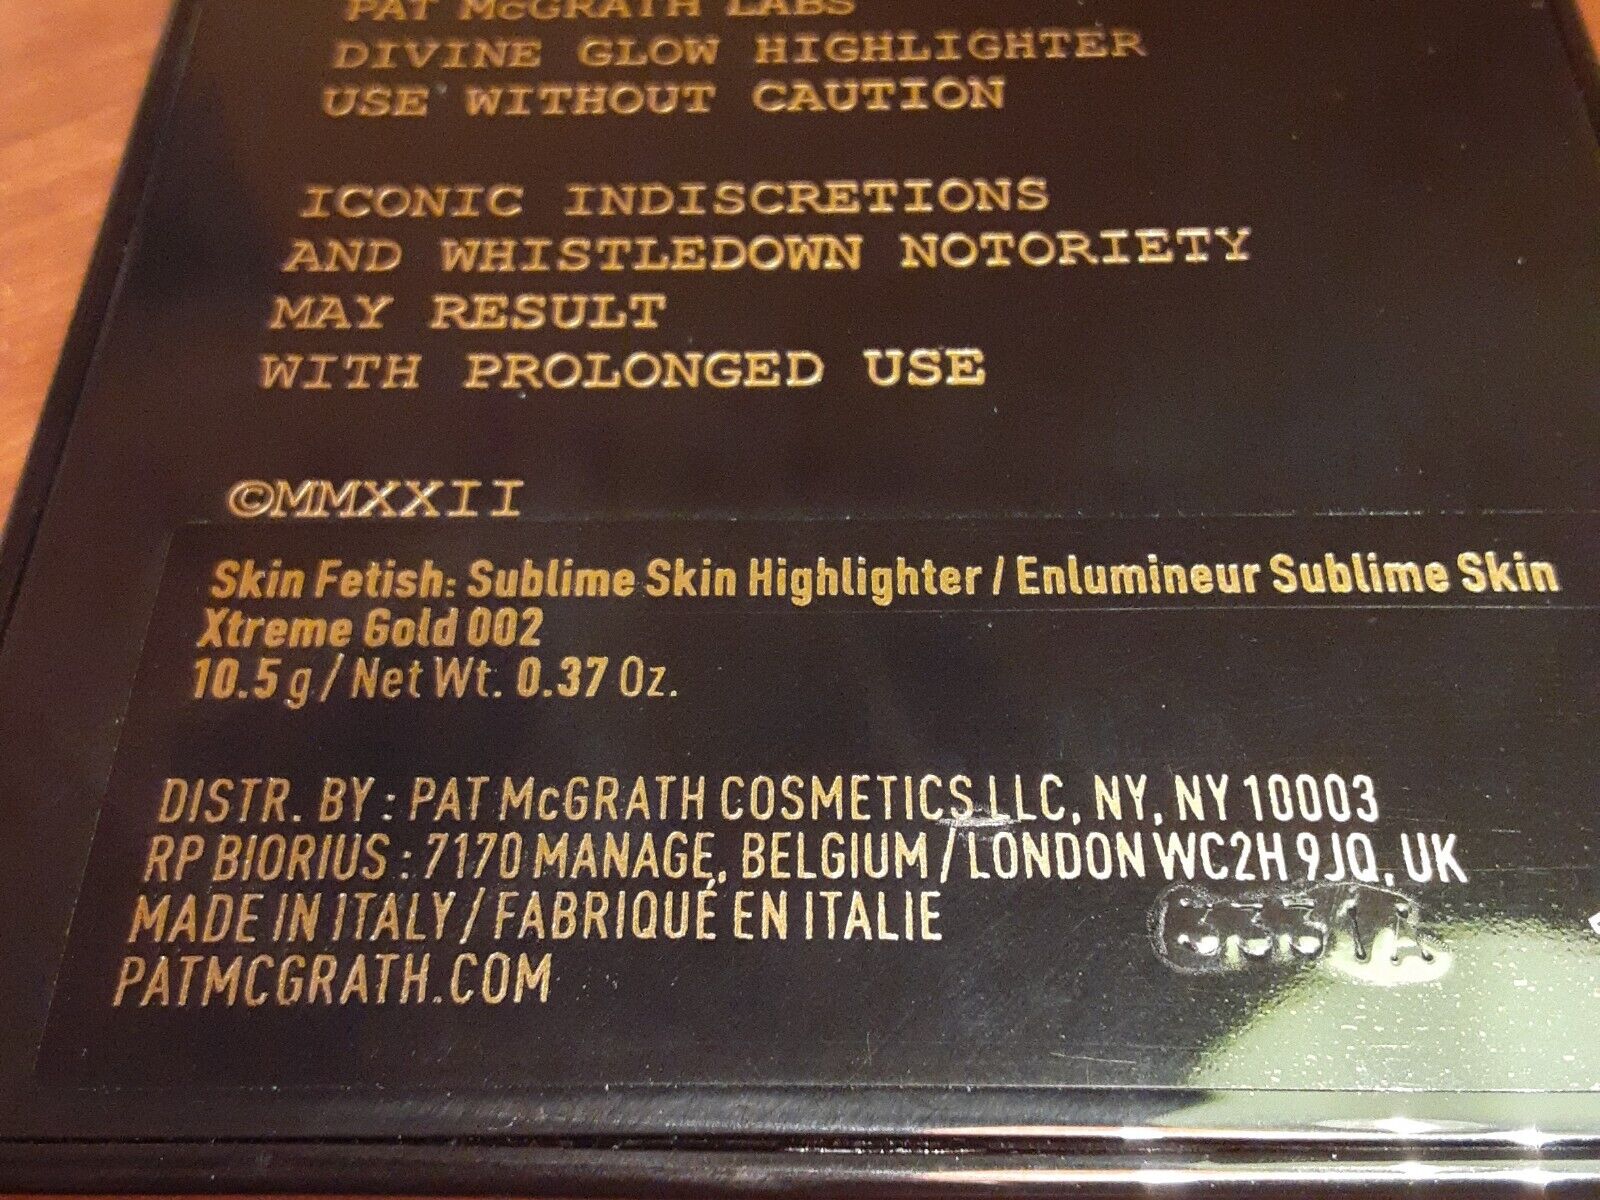 PAT McGRATH LABS
DIVINE GLOW HIGHLIGHTER
USE WITHOUT CAUTION
ICONIC INDISCRETIONS
AND WHISTLEDOWN NOTORIETY
MAY RESULT
WITH PROLONGED USE
©MMXXII
Skin Fetish: Sublime Skin Highlighter / Enlumineur Sublime Skin
Xtreme Gold 002
10.5 g / Net Wt. 0.37 Oz.
DISTR. BY : PAT McGRATH COSMETICS LLC, NY, NY 10003
RP BIORIUS : 7170 MANAGE, BELGIUM / LONDON WC2H 9JQ, UK
MADE IN ITALY / FABRIQUÉ EN ITALIE
PATMCGRATH.COM